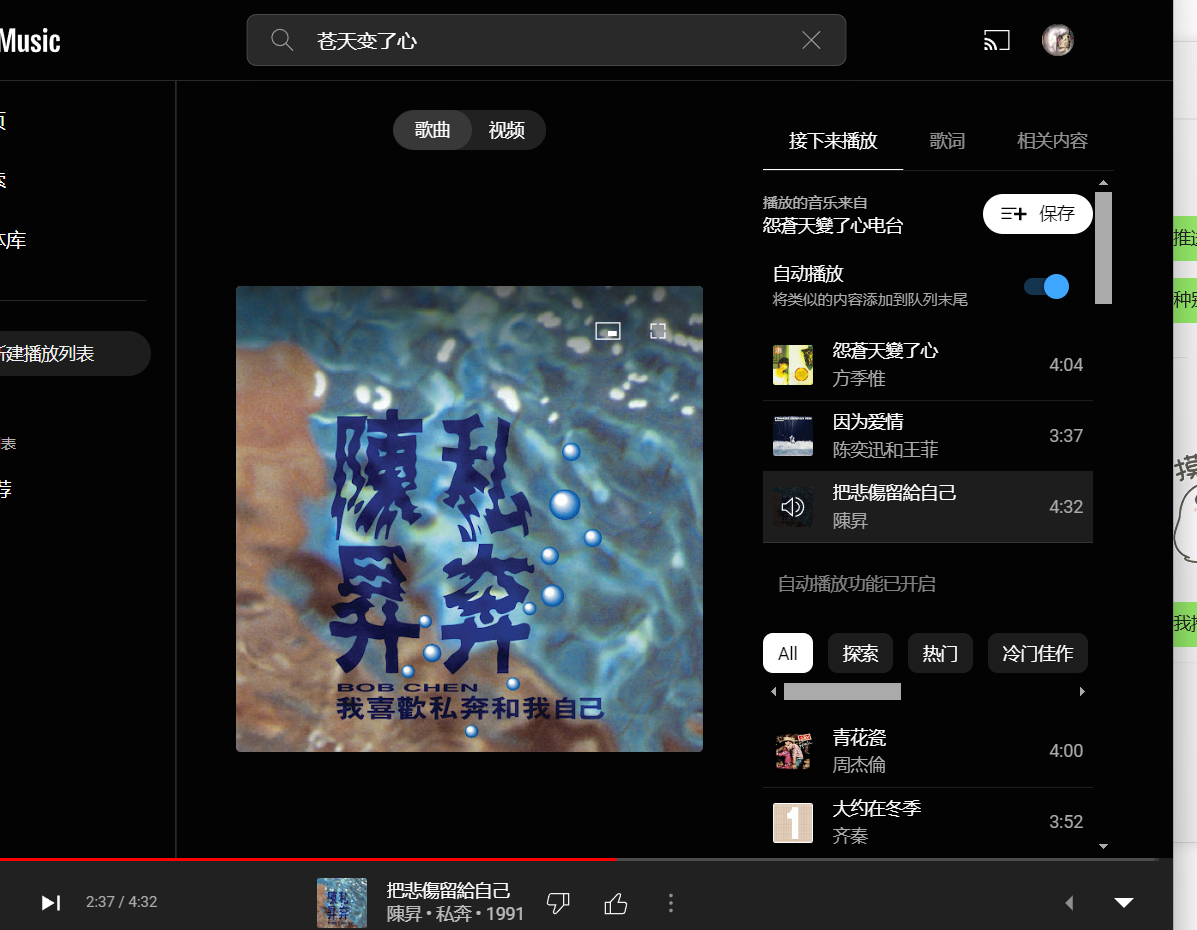 Music
苍天变了心
页
索
体库
新建播放列表
表
荐
歌曲
视频
陳昇
私奔
BOB CHEN
我喜歡私奔和我自己
接下来播放
歌词
相关内容
播放的音乐来自
怨蒼天變了心电台
保存
自动播放
将类似的内容添加到队列末尾
怨蒼天變了心
方季惟
4:04
因为爱情
陈奕迅和王菲
3:37
把悲傷留給自己
陳昇
4:32
自动播放功能已开启
All
探索
热门
冷门佳作
青花瓷
周杰倫
4:00
1
大约在冬季
齐秦
3:52
2:37 / 4:32
把悲傷留給自己
陳昇 • 私奔 • 1991
推
种
摸
我